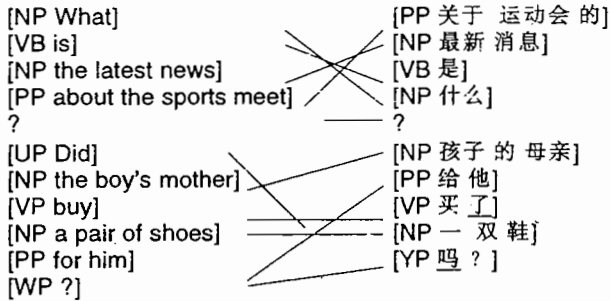 [NP What] [PP 关于 运动会 的]
[VB is] [NP 最新 消息]
[NP the latest news] [VB 是]
[PP about the sports meet] [NP 什么]
? ?
[UP Did] [NP 孩子 的 母亲]
[NP the boy's mother] [PP 给 他]
[VP buy] [VP 买 了]
[NP a pair of shoes] [NP 一 双 鞋]
[PP for him] [YP 吗 ? ]
[WP ?]